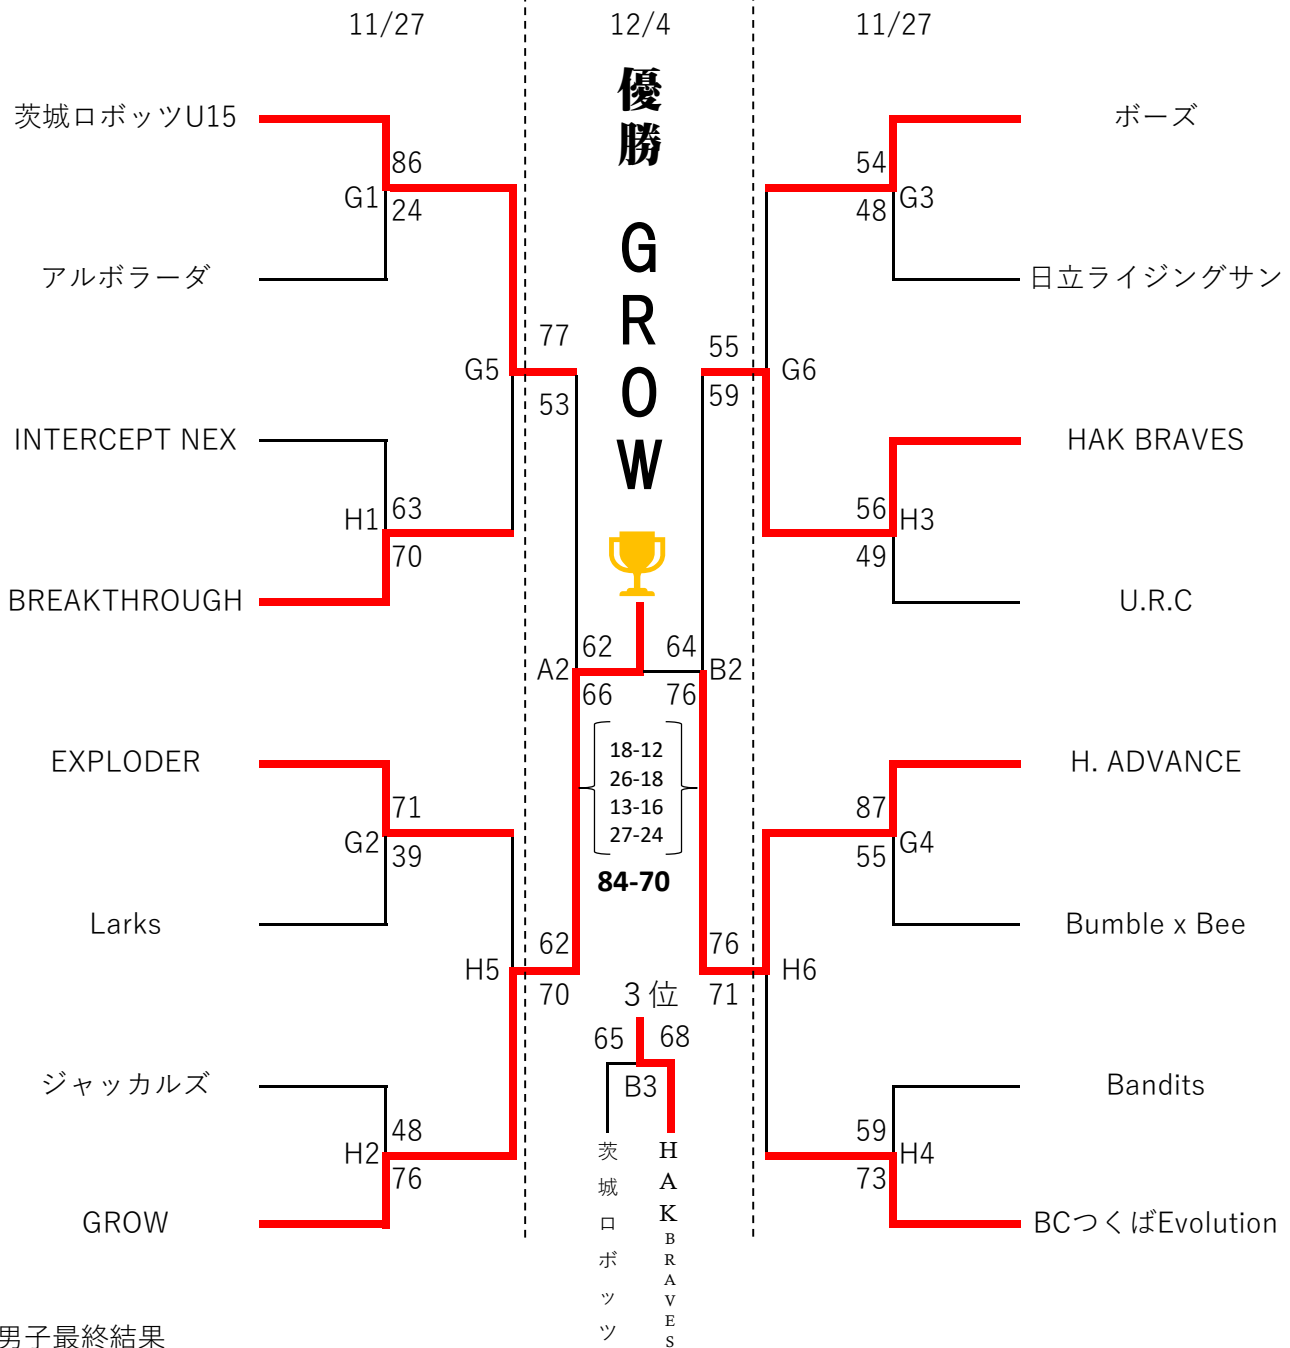 11/27
12/4
11/27
優勝 GROW
茨城ロボッツU15
86
G1
24
アルボラーダ
77
G5
53
INTERCEPT NEX
63
H1
70
BREAKTHROUGH
62
A2
66
EXPLODER
71
G2
39
Larks
62
H5
70
ジャッカルズ
48
H2
76
GROW
ボーズ
54
G3
48
日立ライジングサン
55
G6
59
HAK BRAVES
56
H3
49
U.R.C
64
B2
76
H. ADVANCE
87
G4
55
Bumble x Bee
76
H6
71
Bandits
59
H4
73
BCつくばEvolution
18-12
26-18
13-16
27-24
84-70
3位
65
68
B3
茨城ロボッツ
HAKBRAVES
男子最終結果